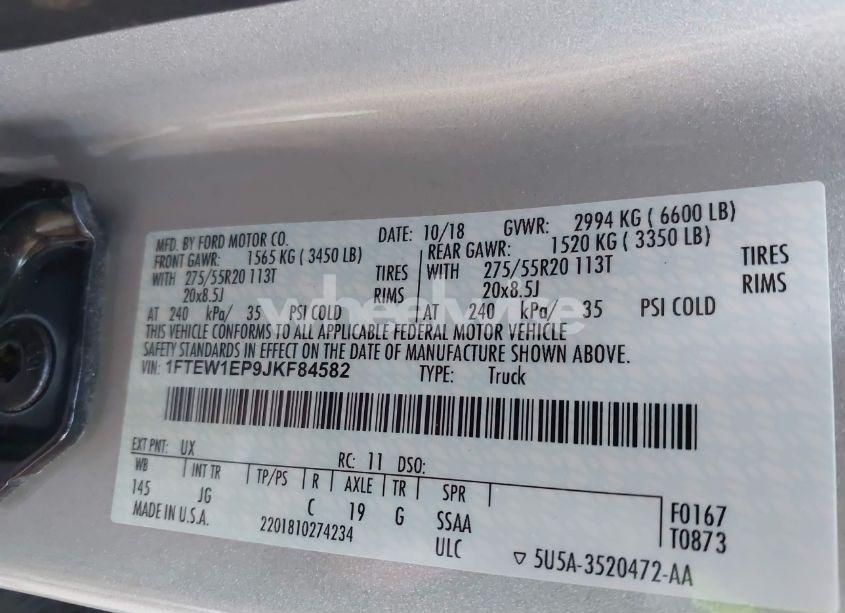 MFD. BY FORD MOTOR CO. DATE: 10/18 GVWR: 2994 KG ( 6600 LB)
FRONT GAWR: 1565 KG ( 3450 LB) REAR GAWR: 1520 KG ( 3350 LB)
WITH 275/55R20 113T TIRES WITH 275/55R20 113T TIRES
20x8.5J RIMS 20x8.5J RIMS
AT 240 kPa/ 35 PSI COLD AT 240 kPa/ 35 PSI COLD
THIS VEHICLE CONFORMS TO ALL APPLICABLE FEDERAL MOTOR VEHICLE
SAFETY STANDARDS IN EFFECT ON THE DATE OF MANUFACTURE SHOWN ABOVE.
VIN: 1FTEW1EP9JKF84582 TYPE: Truck
EXT PNT: UX RC: 11 DSO:
WB INT TR TP/PS R AXLE TR SPR
145 JG C 19 G SSAA F0167
MADE IN U.S.A. 2201810274234 ULC T0873
▽ 5U5A-3520472-AA